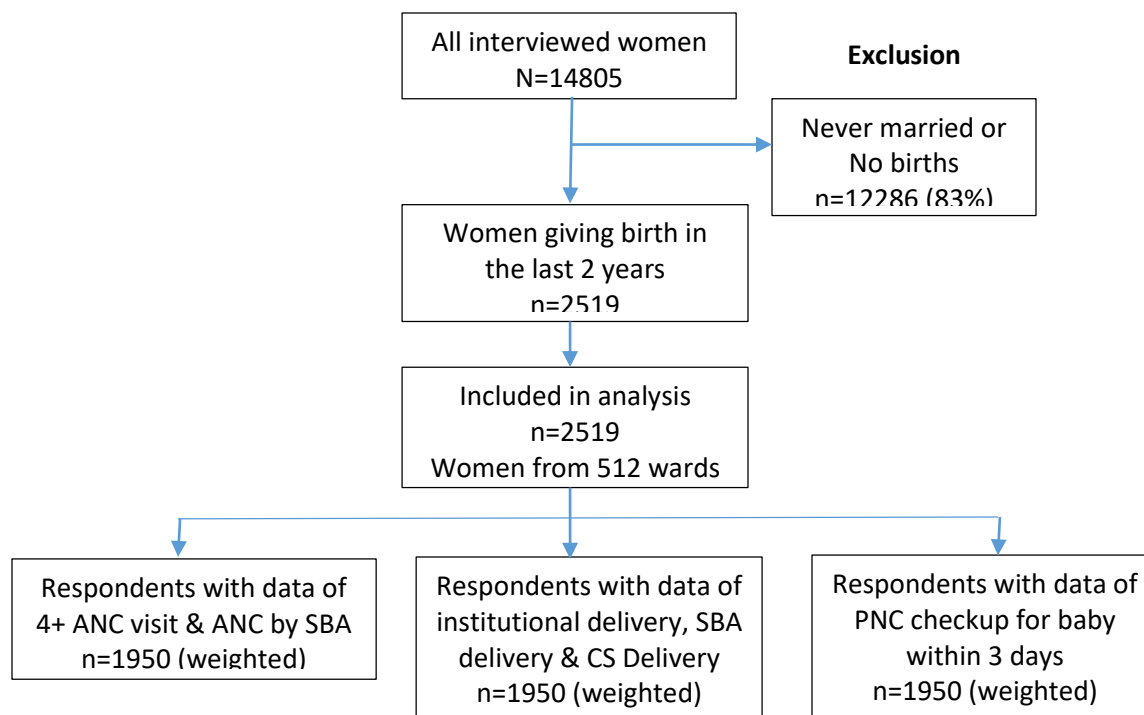 All interviewed women
N=14805
Exclusion
Never married or
No births
n=12286 (83%)
Women giving birth in
the last 2 years
n=2519
Included in analysis
n=2519
Women from 512 wards
Respondents with data of
4+ ANC visit & ANC by SBA
n=1950 (weighted)
Respondents with data of
institutional delivery, SBA
delivery & CS Delivery
n=1950 (weighted)
Respondents with data of
PNC checkup for baby
within 3 days
n=1950 (weighted)